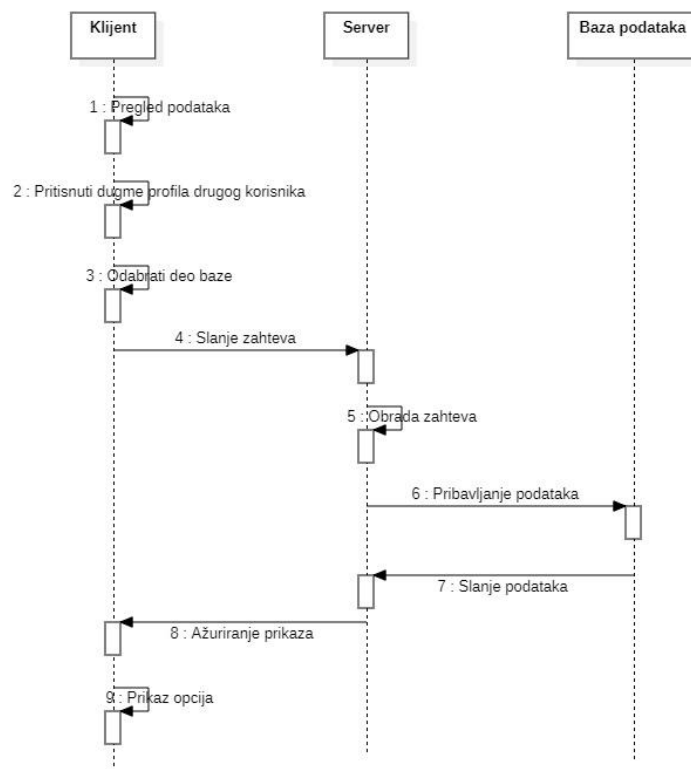 Klijent
Server
Baza podataka
1 : Pregled podataka
2 : Pritisnuti dugme profila drugog korisnika
3 : Odabrati deo baze
4 : Slanje zahteva
5 : Obrada zahteva
6 : Pribavljanje podataka
7 : Slanje podataka
8 : Ažuriranje prikaza
9 : Prikaz opcija